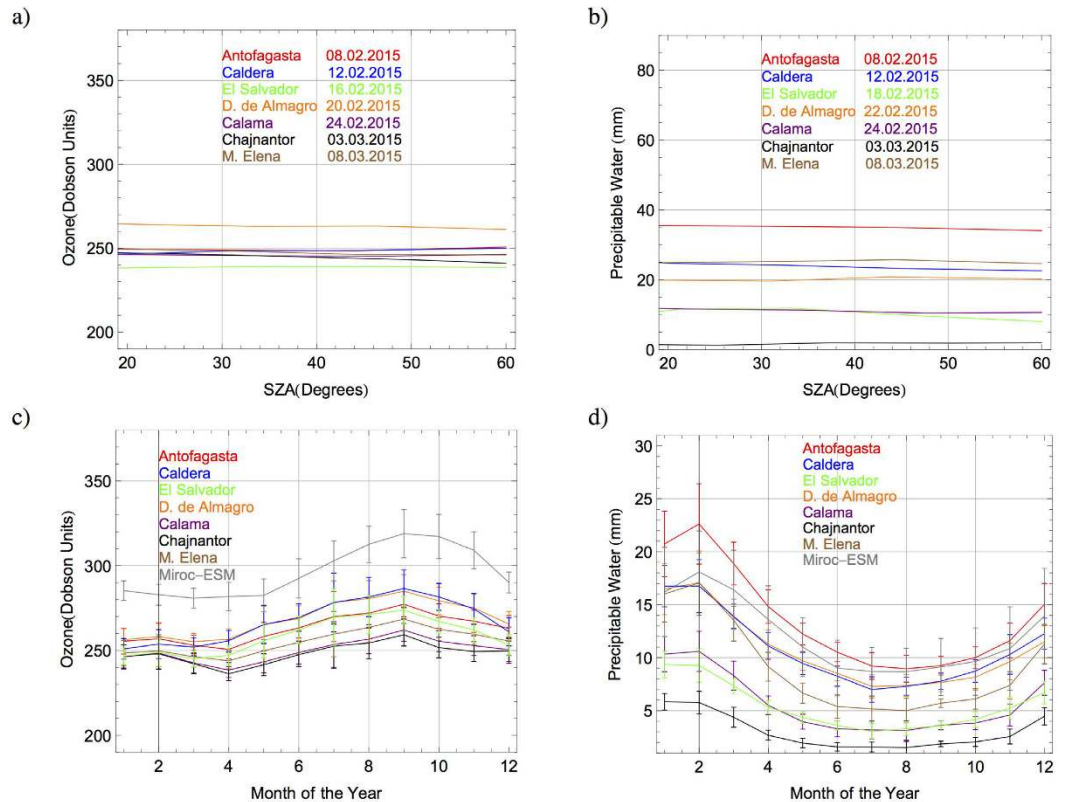 a)
Ozone(Dobson Units)
350
300
250
200
Antofagasta 08.02.2015
Caldera 12.02.2015
El Salvador 16.02.2015
D. de Almagro 20.02.2015
Calama 24.02.2015
Chajnantor 03.03.2015
M. Elena 08.03.2015
20 30 40 50 60
SZA(Degrees)
b)
Precipitable Water (mm)
80
60
40
20
0
Antofagasta 08.02.2015
Caldera 12.02.2015
El Salvador 18.02.2015
D. de Almagro 22.02.2015
Calama 24.02.2015
Chajnantor 03.03.2015
M. Elena 08.03.2015
20 30 40 50 60
SZA(Degrees)
c)
Ozone(Dobson Units)
350
300
250
200
Antofagasta
Caldera
El Salvador
D. de Almagro
Calama
Chajnantor
M. Elena
Miroc-ESM
2 4 6 8 10 12
Month of the Year
d)
Precipitable Water (mm)
30
25
20
15
10
5
Antofagasta
Caldera
El Salvador
D. de Almagro
Calama
Chajnantor
M. Elena
Miroc-ESM
2 4 6 8 10 12
Month of the Year